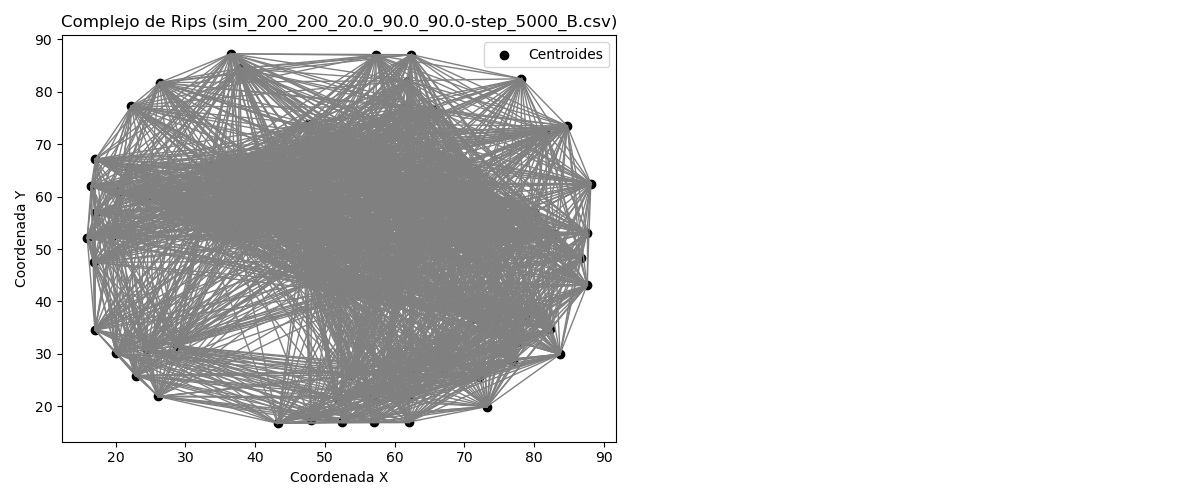 Complejo de Rips (sim_200_200_20.0_90.0_90.0-step_5000_B.csv)
Centroides
90
80
70
60
50
40
30
20
Coordenada Y
20 30 40 50 60 70 80 90
Coordenada X